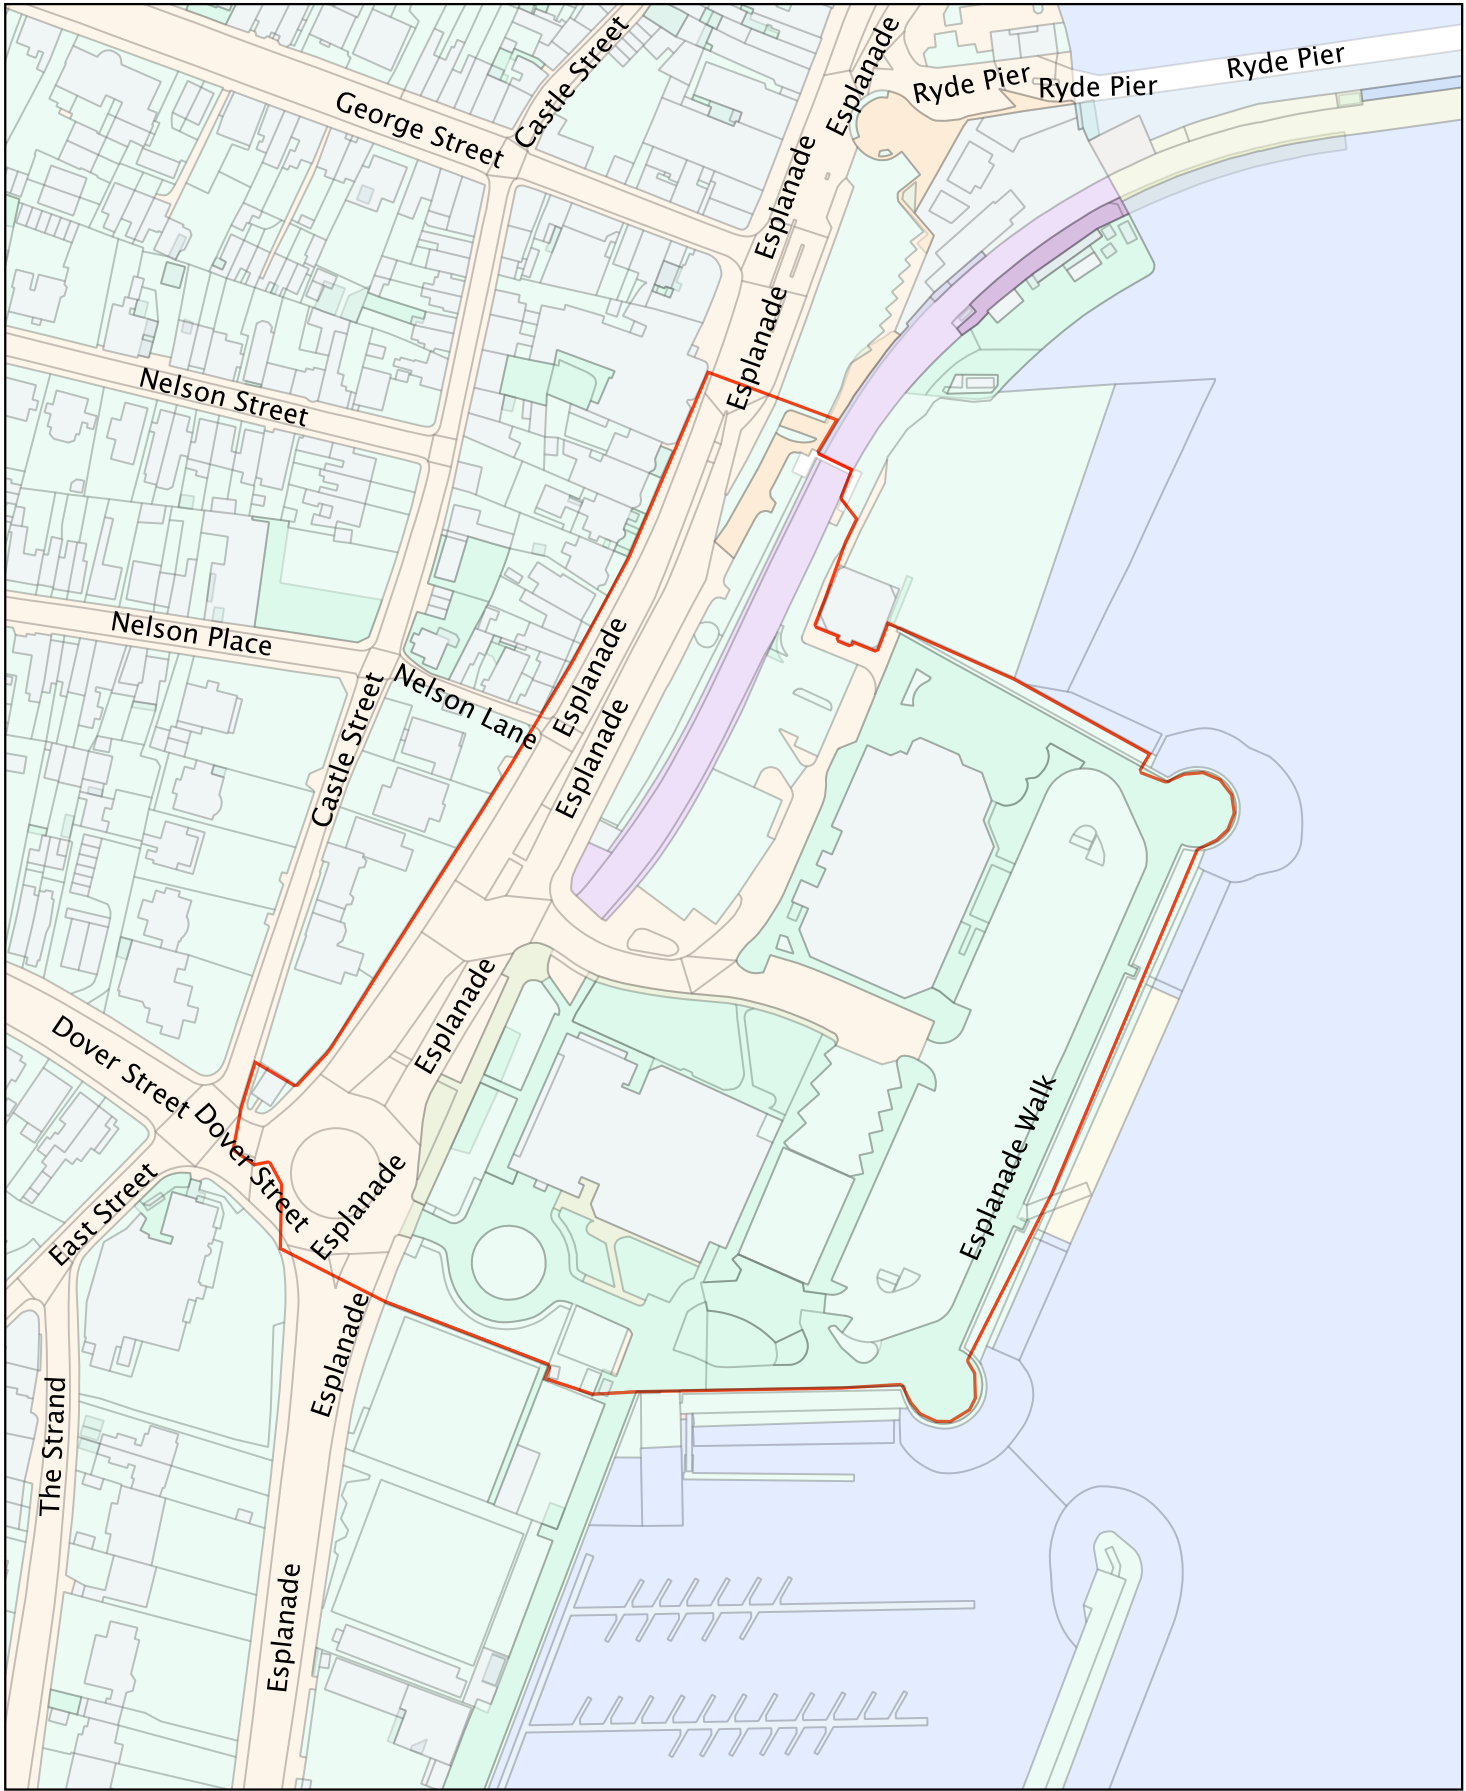 Castle Street
Esplanade
Ryde Pier
Ryde Pier
Ryde Pier
George Street
Esplanade
Esplanade
Nelson Street
Nelson Place
Nelson Lane
Esplanade
Esplanade
Castle Street
Esplanade
Dover Street
Dover Street
Esplanade Walk
East Street
Esplanade
Esplanade
The Strand
Esplanade